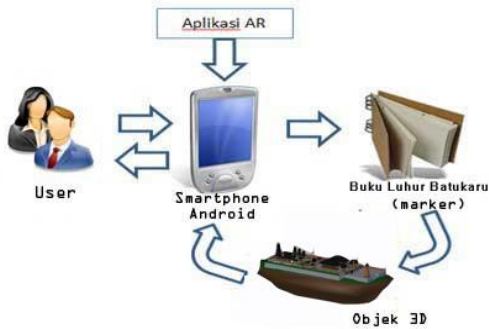 Aplikasi AR
User
Smartphone
Android
Buku Luhur Batukaru
(marker)
Objek 3D